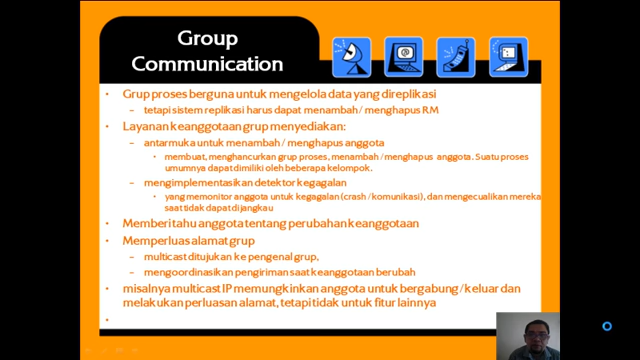 Group
Communication
• Grup proses berguna untuk mengelola data yang direplikasi
– tetapi sistem replikasi harus dapat menambah / menghapus RM
• Layanan keanggotaan grup menyediakan:
– antarmuka untuk menambah / menghapus anggota
• membuat, menghancurkan grup proses, menambah / menghapus anggota. Suatu proses
umumnya dapat dimiliki oleh beberapa kelompok.
– mengimplementasikan detektor kegagalan
• yang memonitor anggota untuk kegagalan (crash / komunikasi), dan mengecualikan mereka
saat tidak dapat dijangkau
• Memberi tahu anggota tentang perubahan keanggotaan
• Memperluas alamat grup
– multicast ditujukan ke pengenal grup,
– mengoordinasikan pengiriman saat keanggotaan berubah
• misalnya multicast IP memungkinkan anggota untuk bergabung / keluar dan
melakukan perluasan alamat, tetapi tidak untuk fitur lainnya
•